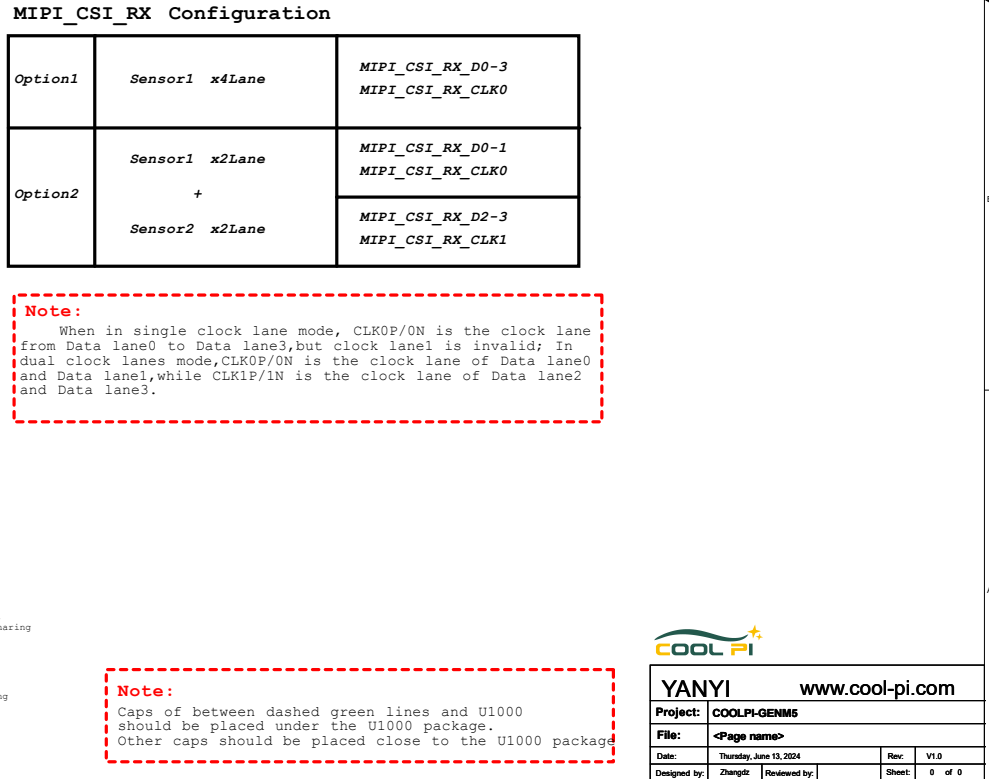 MIPI_CSI_RX Configuration
Option1
Sensor1 x4Lane
MIPI_CSI_RX_D0-3
MIPI_CSI_RX_CLK0
Option2
Sensor1 x2Lane
+
Sensor2 x2Lane
MIPI_CSI_RX_D0-1
MIPI_CSI_RX_CLK0
MIPI_CSI_RX_D2-3
MIPI_CSI_RX_CLK1
Note:
When in single clock lane mode, CLK0P/0N is the clock lane
from Data lane0 to Data lane3,but clock lane1 is invalid; In
dual clock lanes mode,CLK0P/0N is the clock lane of Data lane0
and Data lane1,while CLK1P/1N is the clock lane of Data lane2
and Data lane3.
Note:
Caps of between dashed green lines and U1000
should be placed under the U1000 package.
Other caps should be placed close to the U1000 package
COOL PI
YANYI www.cool-pi.com
Project: COOLPI-GENM5
File: <Page name>
Date: Thursday, June 13, 2024 Rev: V1.0
Designed by: Zhangdz Reviewed by: Sheet: 0 of 0